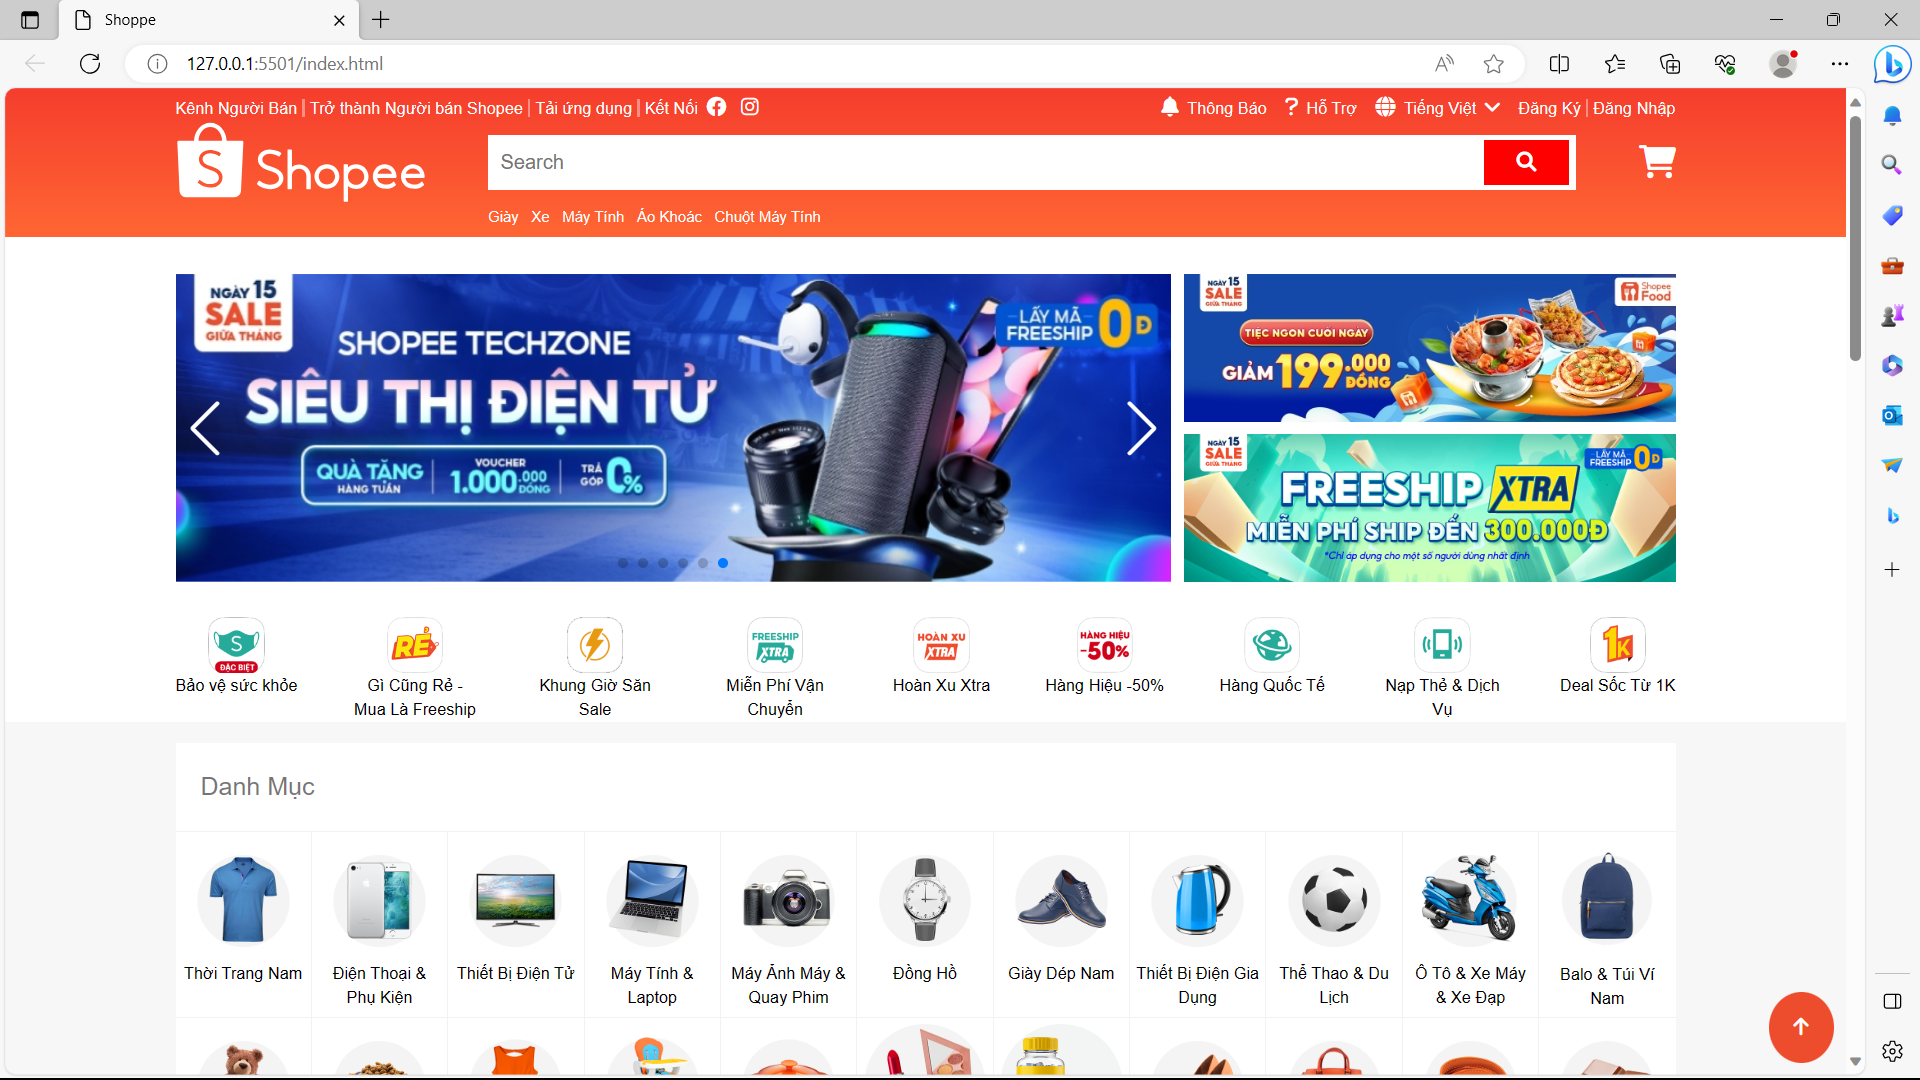 Shoppe
127.0.0.1:5501/index.html
Kênh Người Bán | Trở thành Người bán Shopee | Tải ứng dụng | Kết Nối
Thông Báo ? Hỗ Trợ Tiếng Việt Đăng Ký | Đăng Nhập
S Shopee
Search
Giày Xe Máy Tính Áo Khoác Chuột Máy Tính
NGÀY 15
SALE
GIỮA THÁNG
SHOPEE TECHZONE
SIÊU THỊ ĐIỆN TỬ
LẤY MÃ
FREESHIP 0Đ
QUÀ TẶNG
HÀNG TUẦN
VOUCHER
1.000.000 ĐỒNG
TRẢ
GÓP 0%
NGÀY 15
SALE
GIỮA THÁNG
Shopee
Food
TIỆC NGON CUỐI NGÀY
GIẢM 199.000 ĐỒNG
NGÀY 15
SALE
GIỮA THÁNG
LẤY MÃ
FREESHIP 0Đ
FREESHIP XTRA
MIỄN PHÍ SHIP ĐẾN 300.000Đ
*Chỉ áp dụng cho một số người dùng nhất định
S
ĐẶC BIỆT
Bảo vệ sức khỏe
RẺ
Đ
Gì Cũng Rẻ -
Mua Là Freeship
Khung Giờ Săn
Sale
FREESHIP
XTRA
Miễn Phí Vận
Chuyển
HOÀN XU
XTRA
Hoàn Xu Xtra
HÀNG HIỆU
-50%
Hàng Hiệu -50%
Hàng Quốc Tế
Nạp Thẻ & Dịch
Vụ
1K
Deal Sốc Từ 1K
Danh Mục
Thời Trang Nam
Điện Thoại &
Phụ Kiện
Thiết Bị Điện Tử
Máy Tính &
Laptop
Máy Ảnh Máy &
Quay Phim
Đồng Hồ
Giày Dép Nam
Thiết Bị Điện Gia
Dụng
Thể Thao & Du
Lịch
Ô Tô & Xe Máy
& Xe Đạp
Balo & Túi Ví
Nam